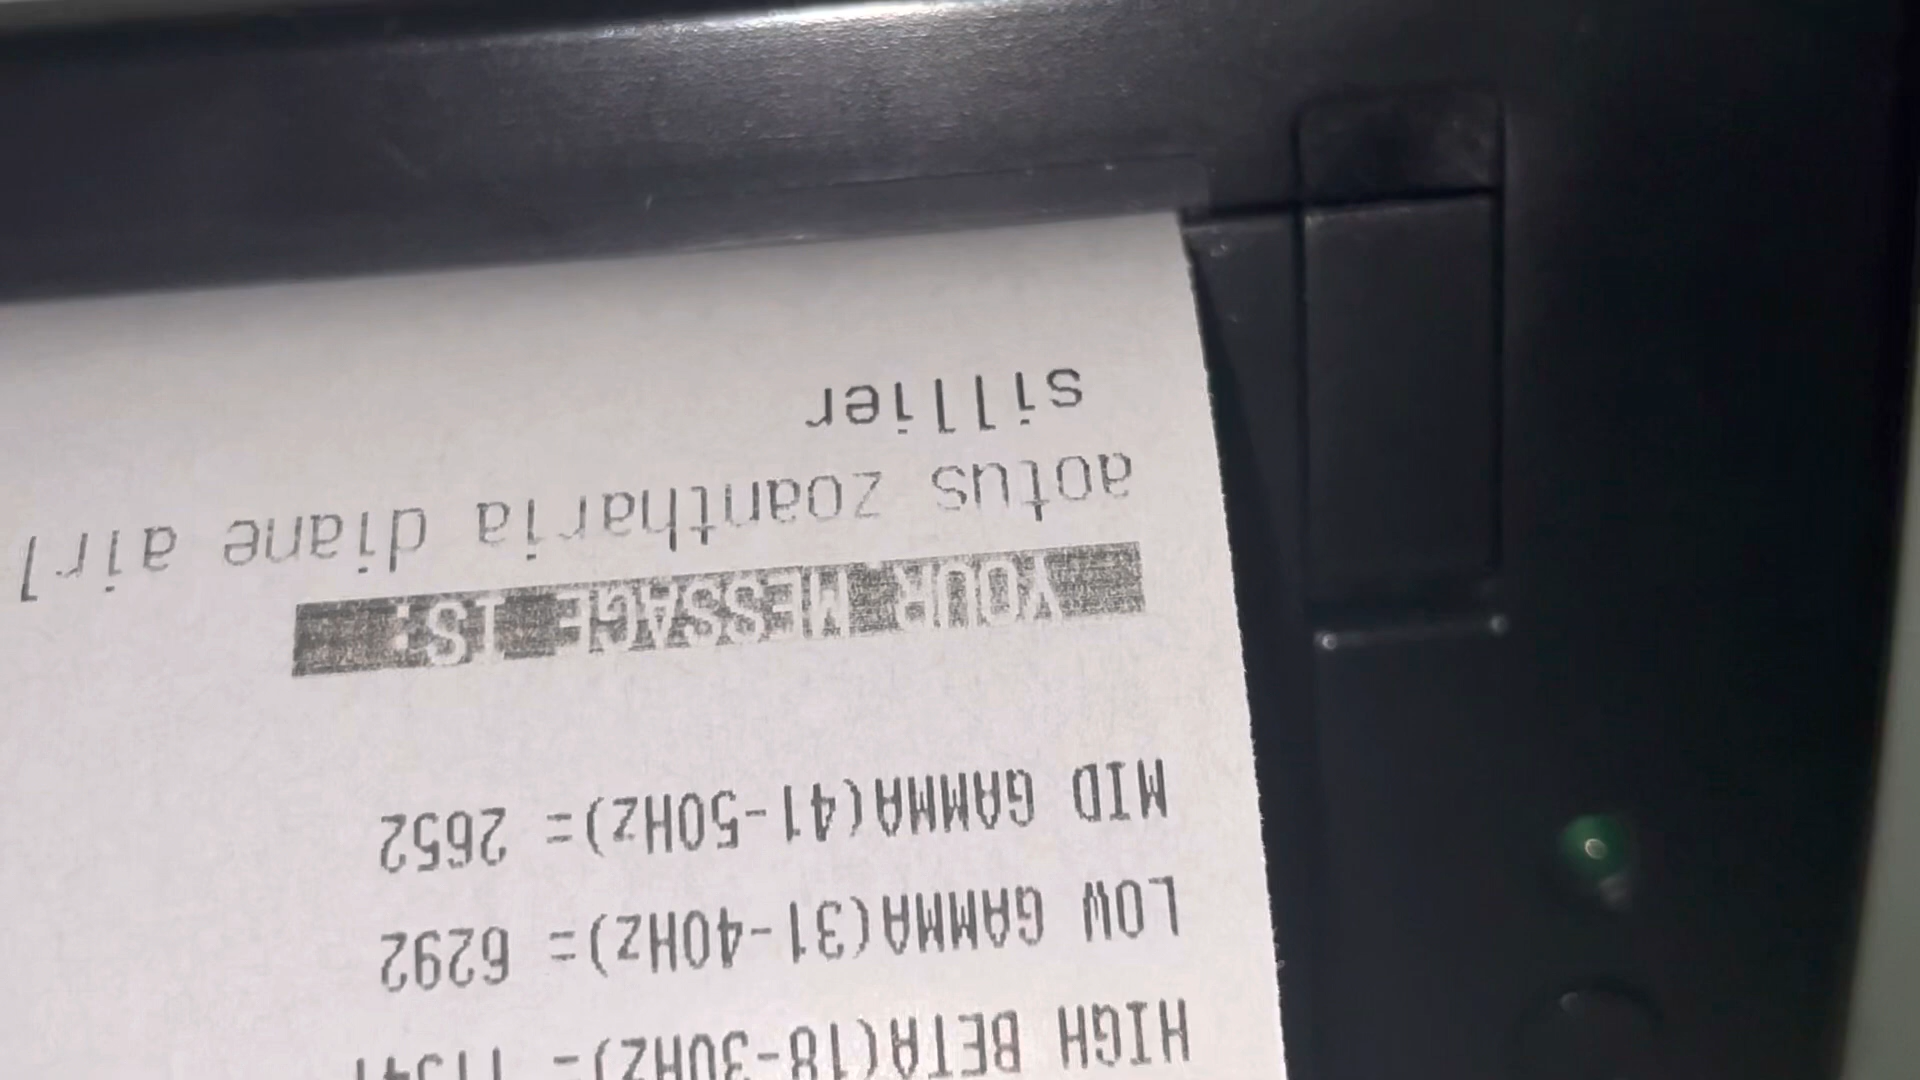 HIGH BETA(18-30Hz)=
LOW GAMMA(31-40Hz)= 6292
MID GAMMA(41-50Hz)= 2652
YOUR MESSAGE IS:
aotus zoantharia diane air
sillier